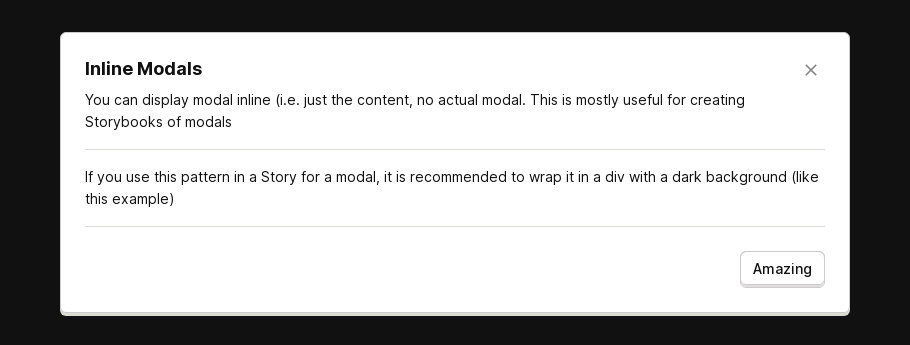 Inline Modals
You can display modal inline (i.e. just the content, no actual modal. This is mostly useful for creating
Storybooks of modals
If you use this pattern in a Story for a modal, it is recommended to wrap it in a div with a dark background (like
this example)
Amazing